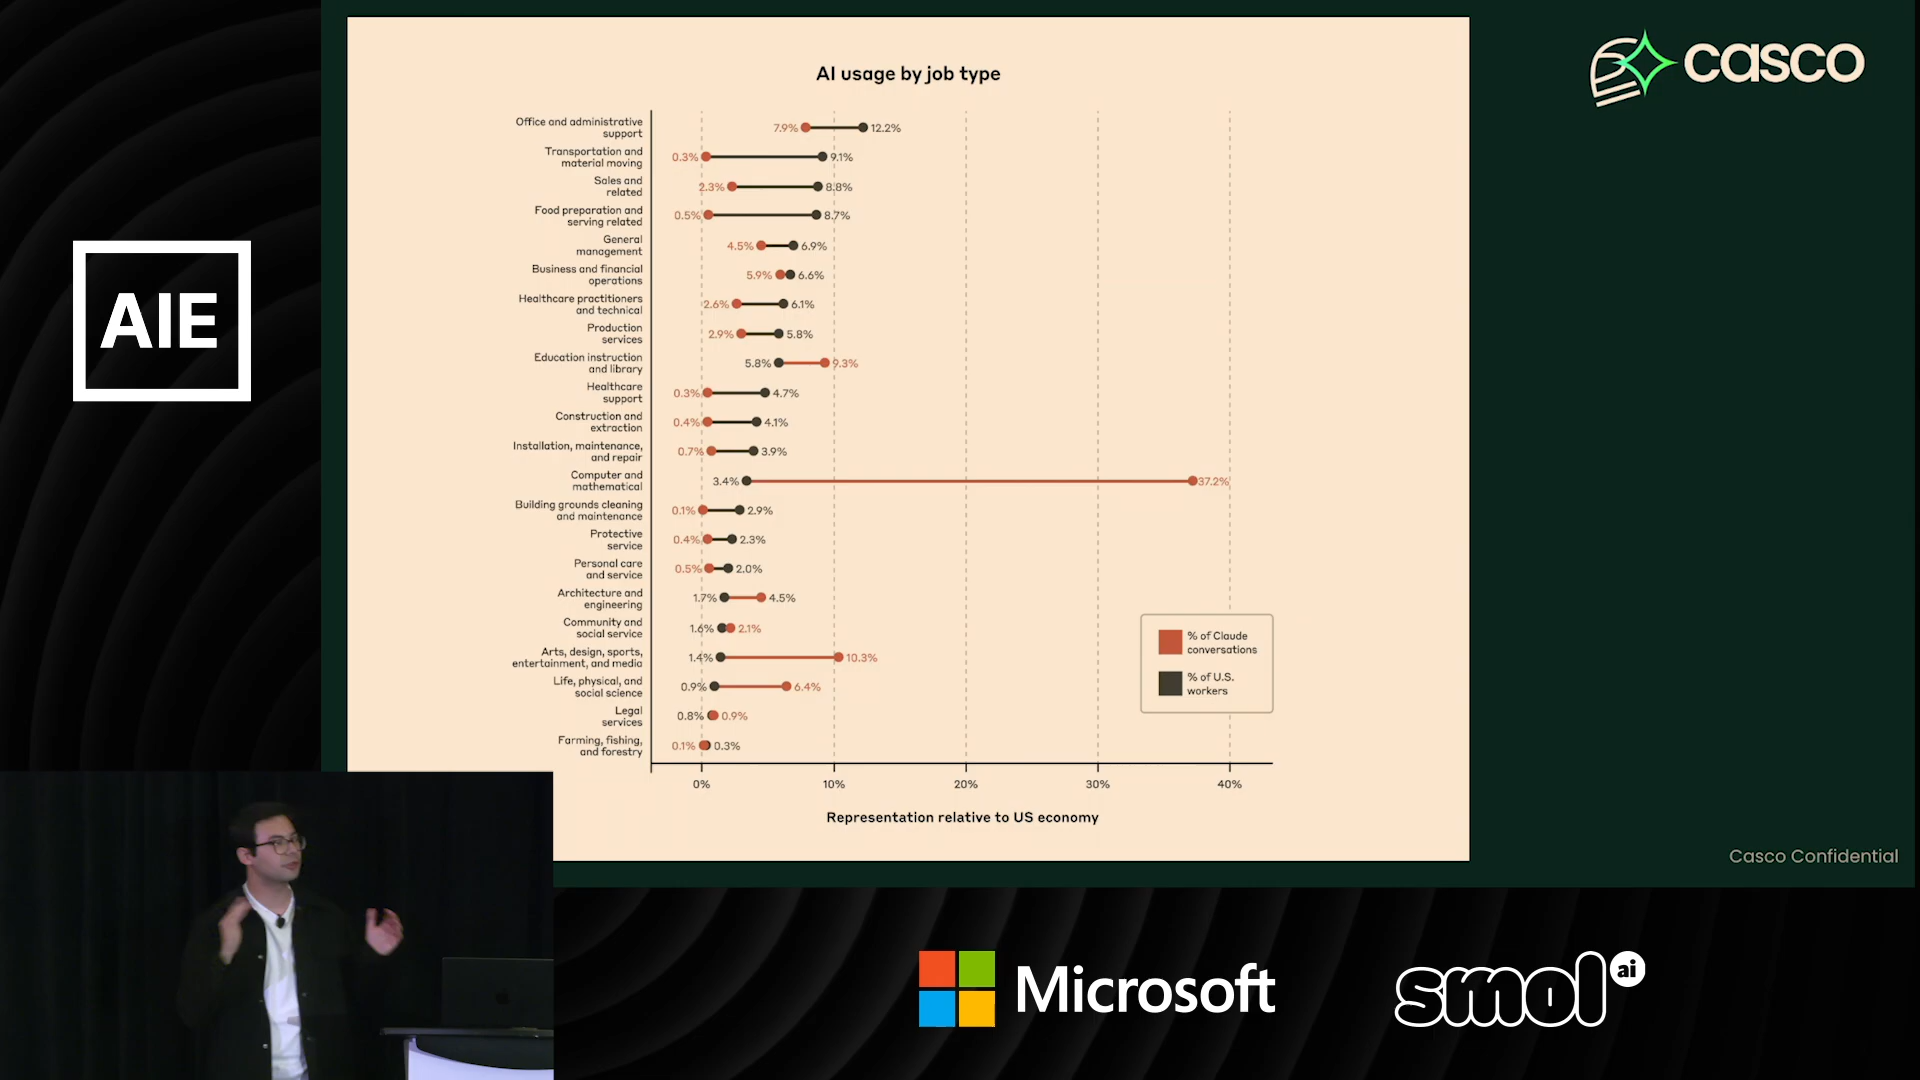 AI usage by job type
Office and administrative
support
7.9%
12.2%
Transportation and
material moving
0.3%
9.1%
Sales and
related
2.3%
8.8%
Food preparation and
serving related
0.5%
8.7%
General
management
4.5%
6.9%
Business and financial
operations
5.9%
6.6%
Healthcare practitioners
and technical
2.6%
6.1%
Production
services
2.9%
5.8%
Education instruction
and library
5.8%
9.3%
Healthcare
support
0.3%
4.7%
Construction and
extraction
0.4%
4.1%
Installation, maintenance,
and repair
0.7%
3.9%
Computer and
mathematical
3.4%
37.2%
Building grounds cleaning
and maintenance
0.1%
2.9%
Protective
service
0.4%
2.3%
Personal care
and service
0.5%
2.0%
Architecture and
engineering
1.7%
4.5%
Community and
social service
1.6%
2.1%
Arts, design, sports,
entertainment, and media
1.4%
10.3%
Life, physical, and
social science
0.9%
6.4%
Legal
services
0.8%
0.9%
Farming, fishing,
and forestry
0.1%
0.3%
0%
10%
20%
30%
40%
Representation relative to US economy
% of Claude
conversations
% of U.S.
workers
casco
Casco Confidential
AIE
Microsoft
smol ai